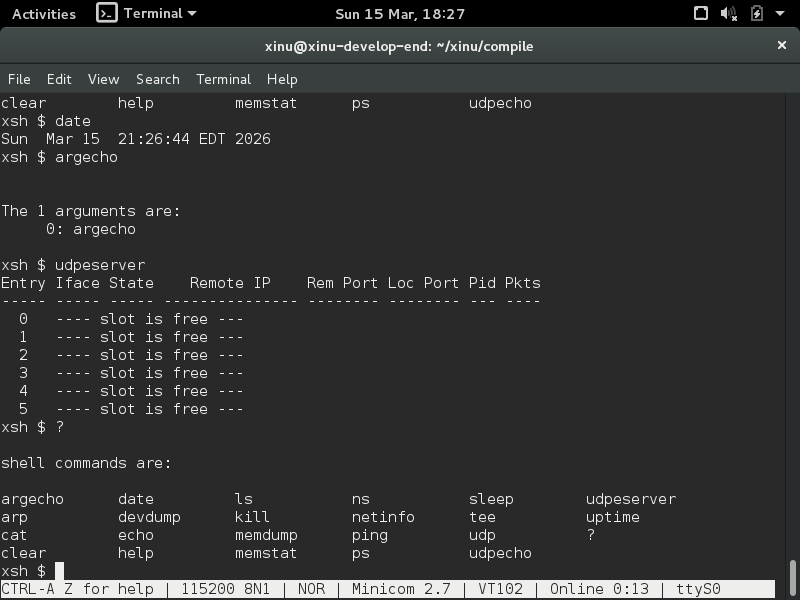 Activities Terminal Sun 15 Mar, 18:27
xinu@xinu-develop-end: ~/xinu/compile ×
File Edit View Search Terminal Help
clear        help         memstat      ps           udpecho
xsh $ date
Sun  Mar 15  21:26:44 EDT 2026
xsh $ argecho
The 1 arguments are:
     0: argecho
xsh $ udpeserver
Entry Iface State    Remote IP    Rem Port Loc Port Pid Pkts
----- ----- ----- --------------- -------- -------- --- ----
  0   ---- slot is free ---
  1   ---- slot is free ---
  2   ---- slot is free ---
  3   ---- slot is free ---
  4   ---- slot is free ---
  5   ---- slot is free ---
xsh $ ?
shell commands are:
argecho      date         ls           ns           sleep        udpeserver
arp          devdump      kill         netinfo      tee          uptime
cat          echo         memdump      ping         udp          ?
clear        help         memstat      ps           udpecho
xsh $
CTRL-A Z for help | 115200 8N1 | NOR | Minicom 2.7 | VT102 | Online 0:13 | ttyS0